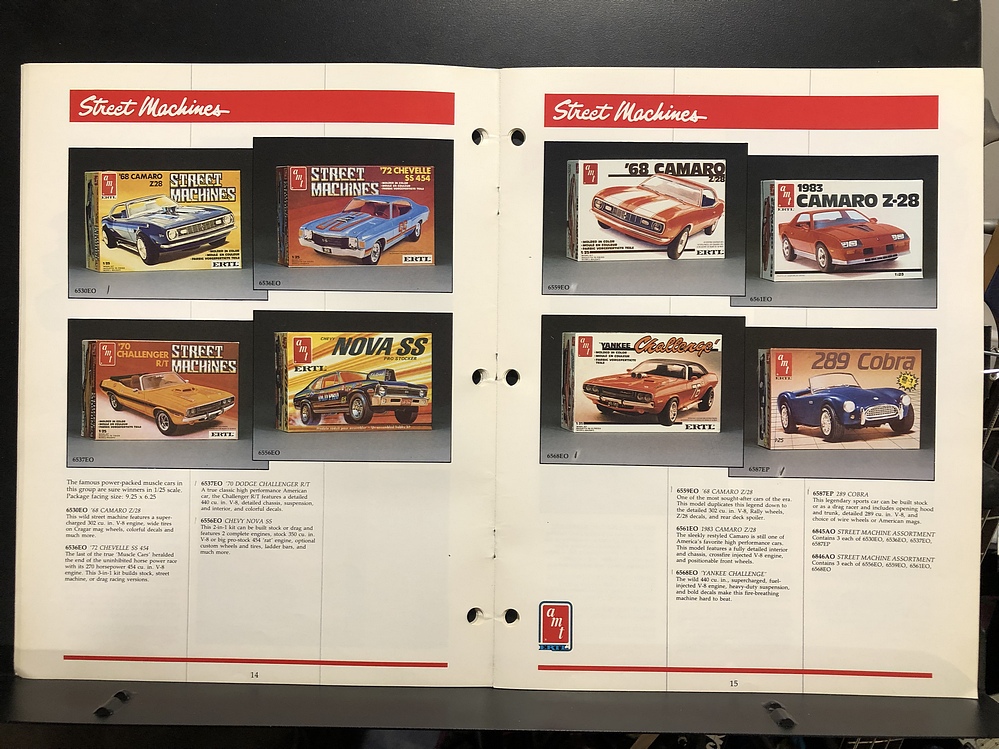 Street Machines
'68 CAMARO
Z28
STREET
MACHINES
amt
ERTL
1/25
ERTL
6530EO
amt
STREET
MACHINES
'72 CHEVELLE
SS 454
1/25
ERTL
6536EO
amt
'70
CHALLENGER
R/T
STREET
MACHINES
1/25
ERTL
6537EO
amt
ERTL
CHEVY
NOVA SS
PRO STOCKER
6556EO
The famous power-packed muscle cars in
this group are sure winners in 1/25 scale.
Package facing size: 9.25 x 6.25
6530EO '68 CAMARO Z/28
This wild street machine features a super-
charged 302 cu. in. V-8 engine, wide tires
on Cragar mag wheels, colorful decals and
much more.
6536EO '72 CHEVELLE SS 454
The last of the true 'Muscle Cars' heralded
the end of the uninhibited horse power race
with its 270 horsepower 454 cu. in. V-8
engine. This 3-in-1 kit builds stock, street
machine, or drag racing versions.
6537EO '70 DODGE CHALLENGER R/T
A true classic high performance American
car, the Challenger R/T features a detailed
440 cu. in. V-8, detailed chassis, suspension,
and interior, and colorful decals.
6556EO CHEVY NOVA SS
This 2-in-1 kit can be built stock or drag and
features 2 complete engines, stock 350 cu. in.
V-8 or big pro-stock 454 'rat' engine, optional
custom wheels and tires, ladder bars, and
much more.
14
Street Machines
amt
'68 CAMARO
Z28
1/25
ERTL
6559EO
amt
ERTL
1983
CAMARO Z-28
1/25
6561EO
amt
'YANKEE Challenge'
ERTL
6568EO
amt
ERTL
289 Cobra
1/25
6587EP
6559EO '68 CAMARO Z/28
One of the most sought-after cars of the era.
This model duplicates this legend down to
the detailed 302 cu. in. V-8, Rally wheels,
Z/28 decals, and rear deck spoiler.
6561EO 1983 CAMARO Z/28
The sleekly restyled Camaro is still one of
America's favorite high performance cars.
This model features a fully detailed interior
and chassis, crossfire injected V-8 engine,
and positionable front wheels.
6568EO 'YANKEE CHALLENGE'
The wild 440 cu. in., supercharged, fuel-
injected V-8 engine, heavy-duty suspension,
and bold decals make this fire-breathing
machine hard to beat.
6587EP '289 COBRA
This legendary sports car can be built stock
or as a drag racer and includes opening hood
and trunk, detailed 289 cu. in. V-8, and
choice of wire wheels or American mags.
6845AO STREET MACHINE ASSORTMENT
Contains 3 each of 6530EO, 6536EO, 6537EO,
6587EP
6846AO STREET MACHINE ASSORTMENT
Contains 3 each of 6556EO, 6559EO, 6561EO,
6568EO
amt
ERTL
15